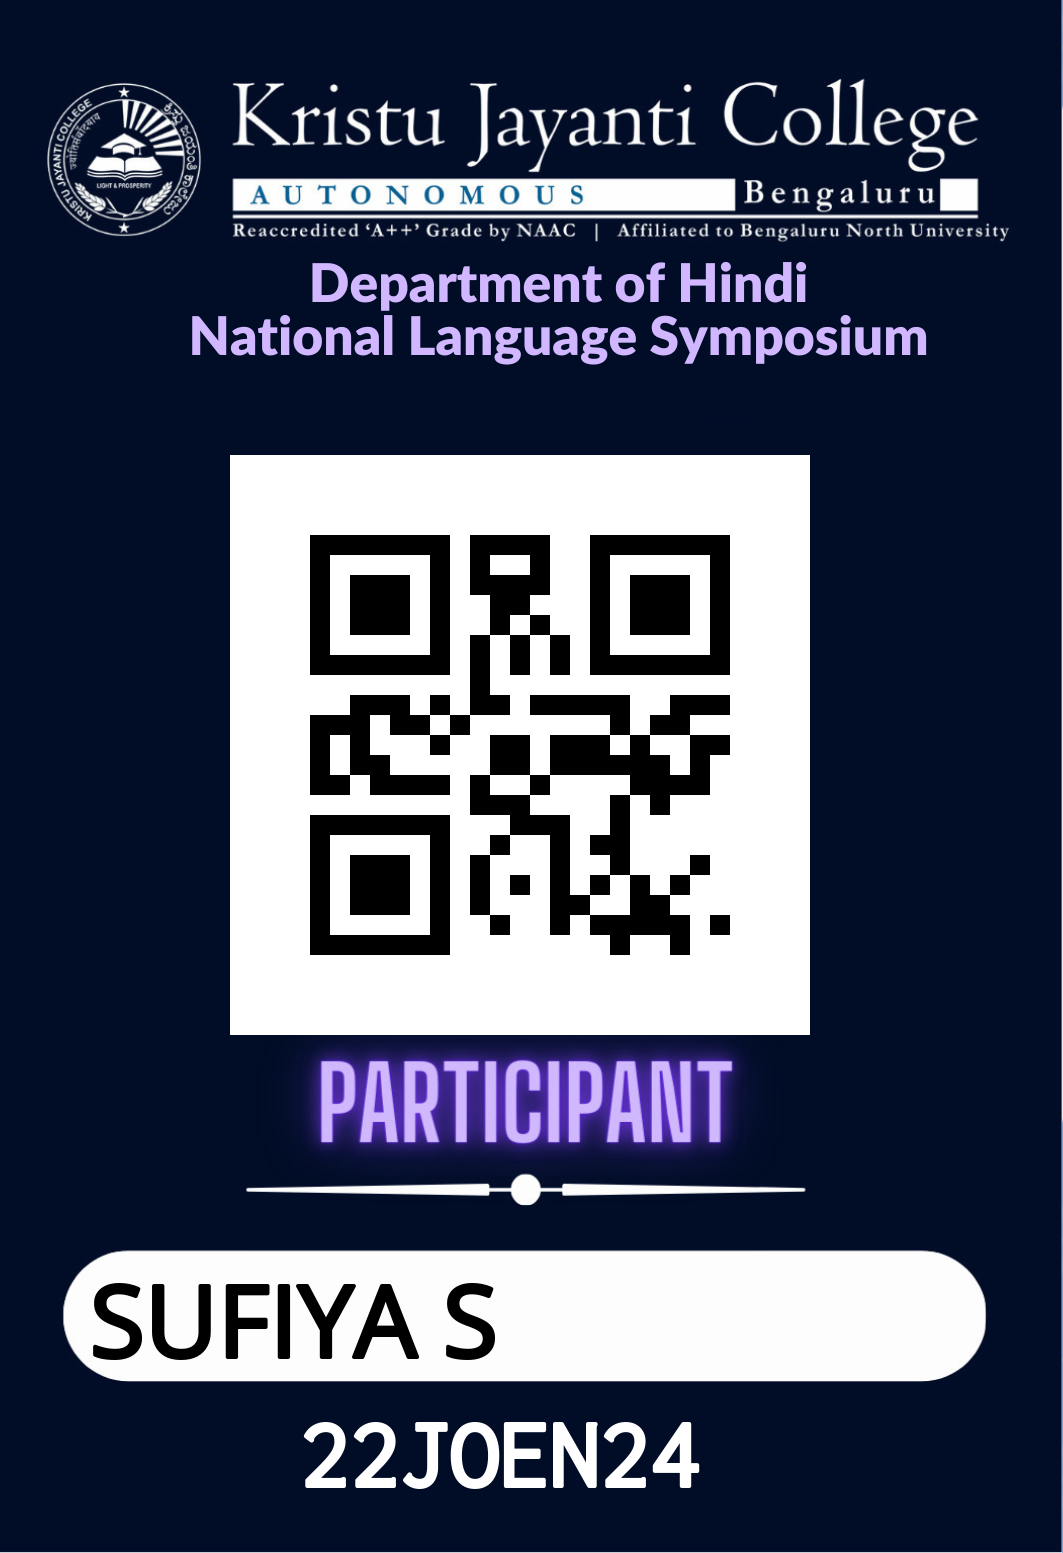 KRISTU JAYANTI COLLEGE
LIGHT & PROSPERITY
Kristu Jayanti College
AUTONOMOUS Bengaluru
Reaccredited ‘A++’ Grade by NAAC | Affiliated to Bengaluru North University
Department of Hindi
National Language Symposium
PARTICIPANT
SUFIYA S
22JOEN24